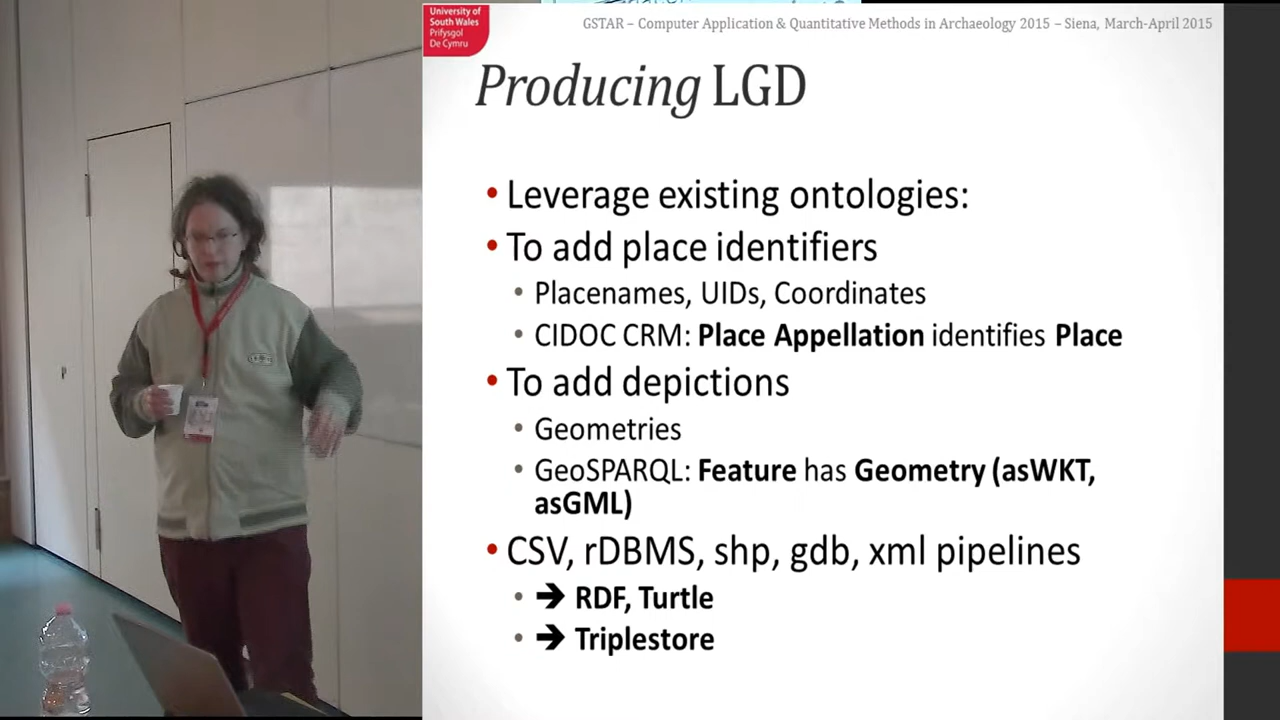 University of
South Wales
Prifysgol
De Cymru
GSTAR – Computer Application & Quantitative Methods in Archaeology 2015 – Siena, March-April 2015
Producing LGD
• Leverage existing ontologies:
• To add place identifiers
• Placenames, UIDs, Coordinates
• CIDOC CRM: Place Appellation identifies Place
• To add depictions
• Geometries
• GeoSPARQL: Feature has Geometry (asWKT,
asGML)
• CSV, rDBMS, shp, gdb, xml pipelines
• → RDF, Turtle
• → Triplestore